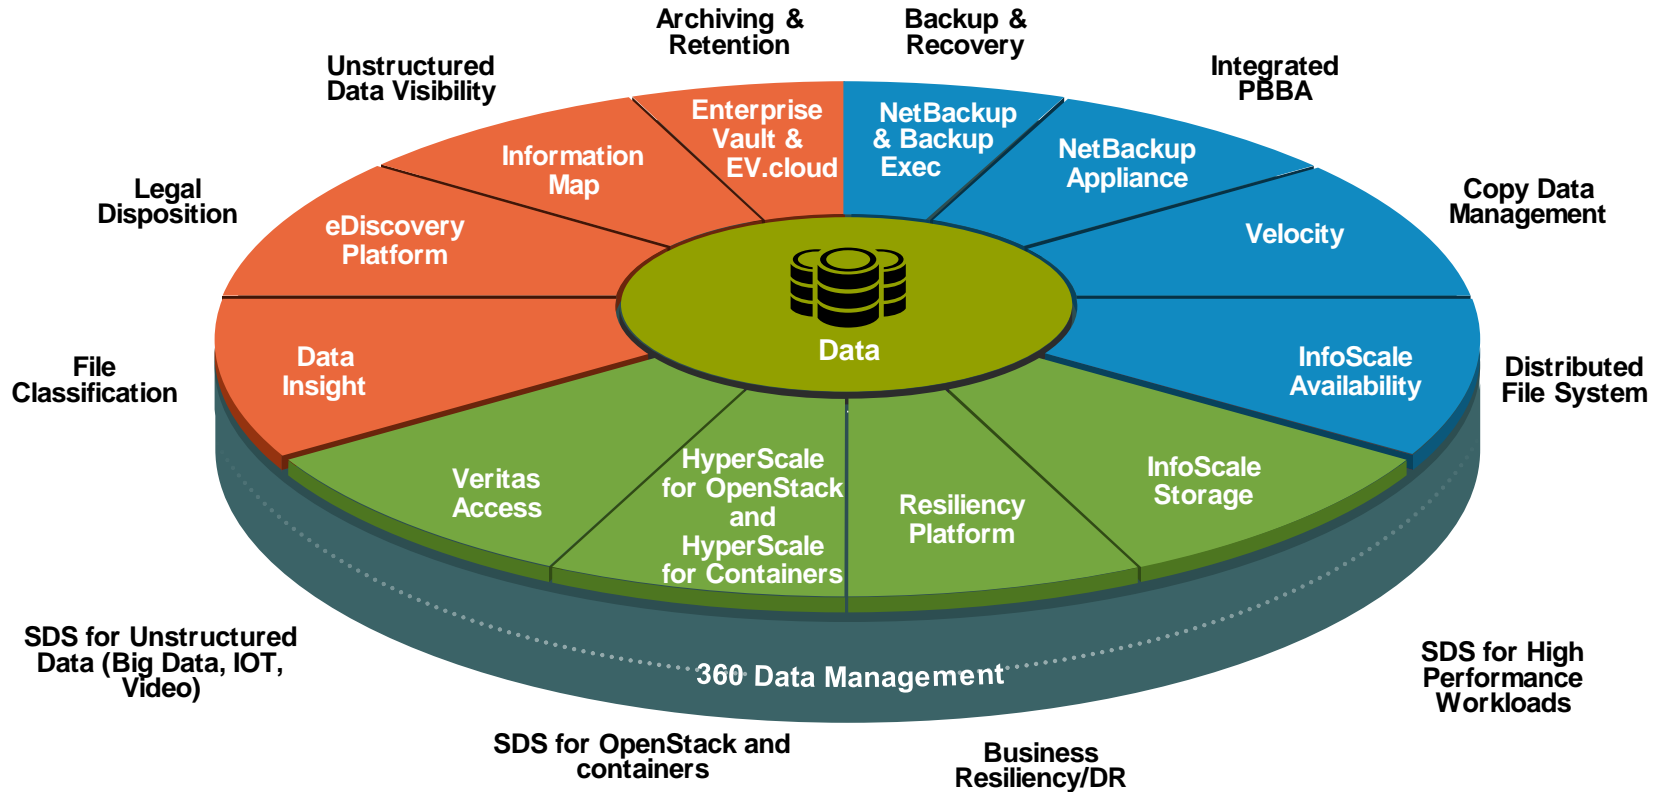 Archiving &
Retention
Backup &
Recovery
Unstructured
Data Visibility
Integrated
PBBA
Enterprise
Vault &
EV.cloud
NetBackup
& Backup
Exec
Information
Map
NetBackup
Appliance
Legal
Disposition
Copy Data
Management
eDiscovery
Platform
Velocity
Data
File
Classification
Data
Insight
InfoScale
Availability
Distributed
File System
Veritas
Access
HyperScale
for OpenStack
and
HyperScale
for Containers
Resiliency
Platform
InfoScale
Storage
SDS for Unstructured
Data (Big Data, IOT,
Video)
360 Data Management
SDS for High
Performance
Workloads
SDS for OpenStack and
containers
Business
Resiliency/DR